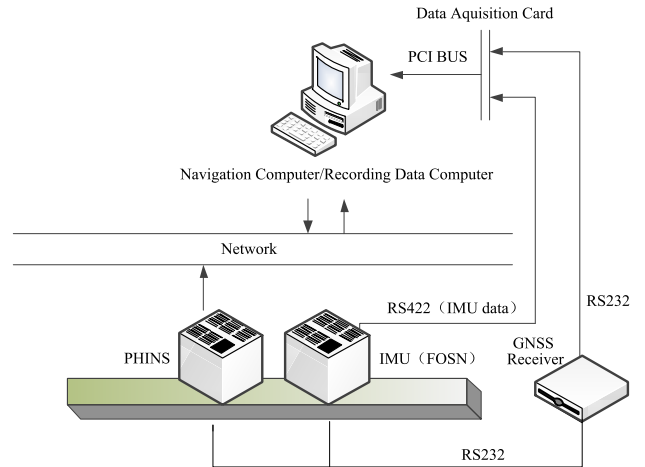 Data Aquisition Card
PCI BUS
Navigation Computer/Recording Data Computer
Network
RS422（IMU data）
RS232
PHINS
IMU（FOSN）
GNSS
Receiver
RS232